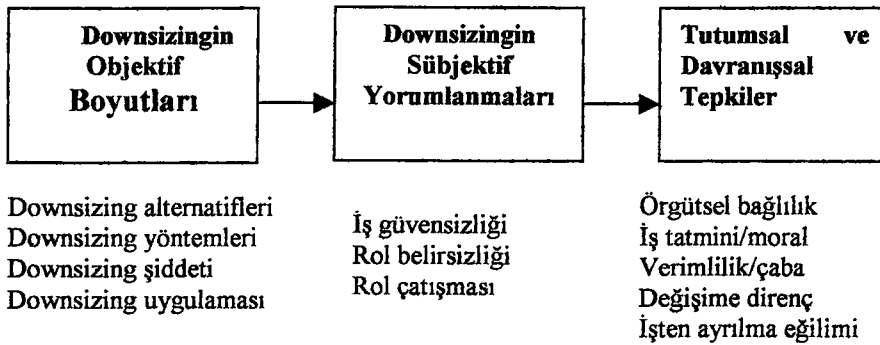 Downsizingin
Objektif
Boyutları
Downsizingin
Sübjektif
Yorumlanmaları
Tutumsal ve
Davranışsal
Tepkiler
Downsizing alternatifleri
Downsizing yöntemleri
Downsizing şiddeti
Downsizing uygulaması
İş güvensizliği
Rol belirsizliği
Rol çatışması
Örgütsel bağlılık
İş tatmini/moral
Verimlilik/çaba
Değişime direnç
İşten ayrılma eğilimi